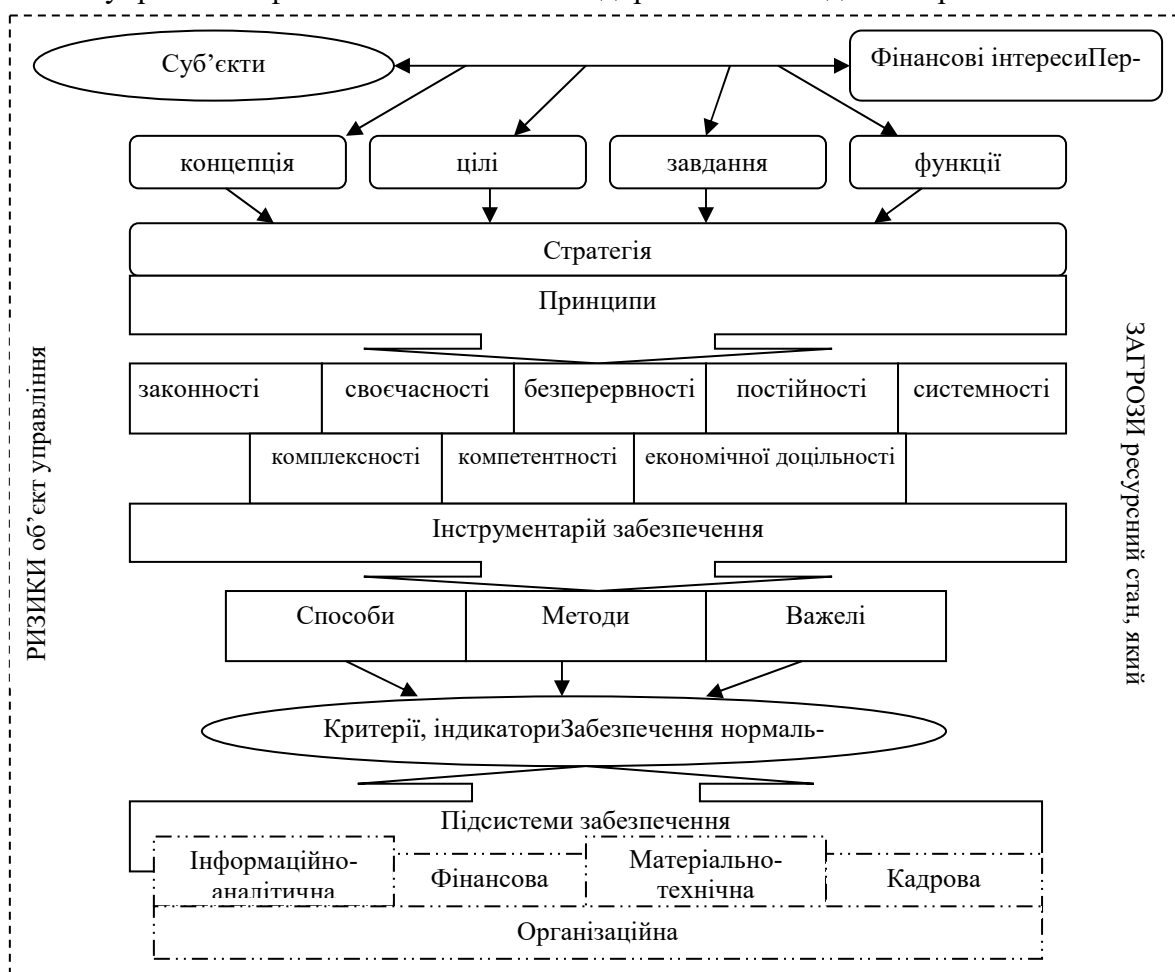 Суб’єкти
Фінансові інтересиПер-
концепція
цілі
завдання
функції
Стратегія
Принципи
законності
своєчасності
безперервності
постійності
системності
комплексності
компетентності
економічної доцільності
Інструментарій забезпечення
Способи
Методи
Важелі
Критерії, індикаториЗабезпечення нормаль-
Підсистеми забезпечення
Інформаційно-
аналітична
Фінансова
Матеріально-
технічна
Кадрова
Організаційна
РИЗИКИ об’єкт управління
ЗАГРОЗИ ресурсний стан, який